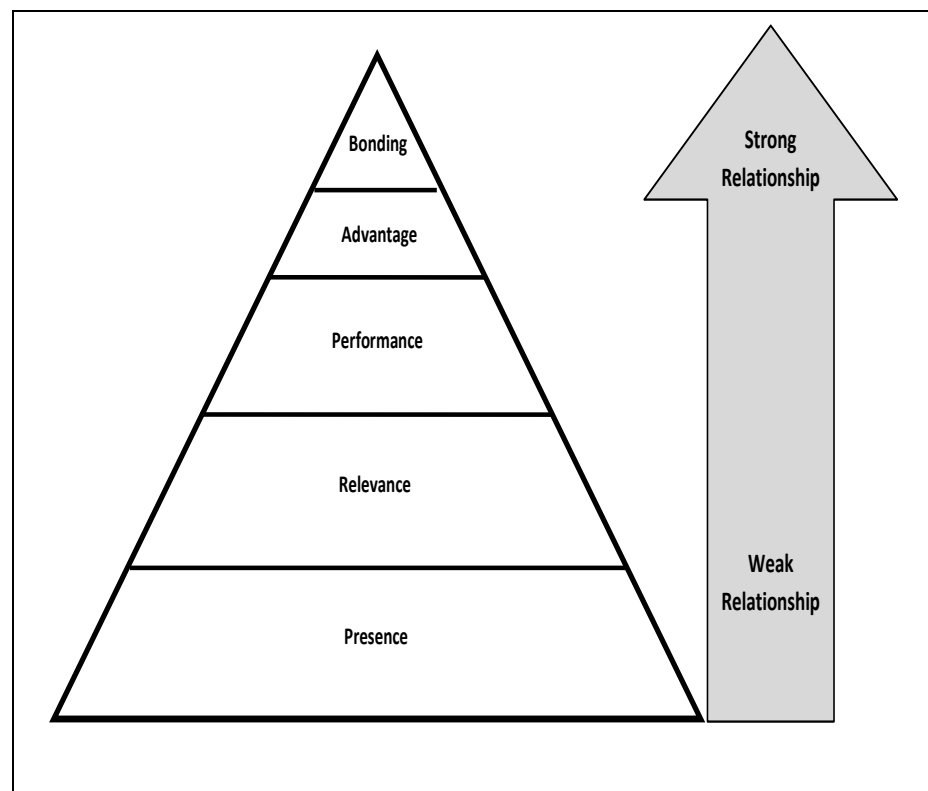 Bonding
Strong
Relationship
Advantage
Performance
Relevance
Weak
Relationship
Presence